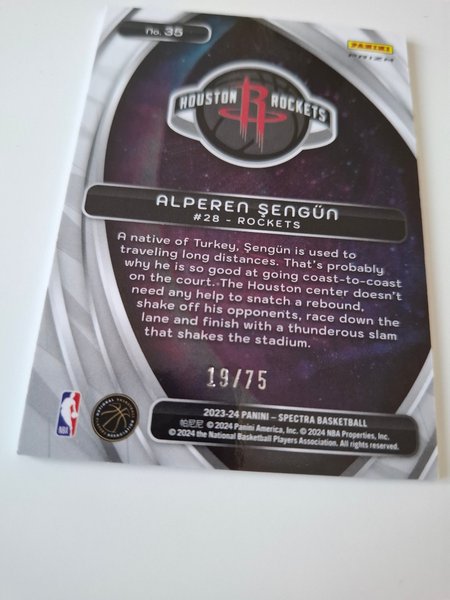 No. 35
PANINI
PRIZM
HOUSTON R ROCKETS
ALPEREN ŞENGÜN
#28 - ROCKETS
A native of Turkey, Şengün is used to
traveling long distances. That's probably
why he is so good at going coast-to-coast
on the court. The Houston center doesn't
need any help to snatch a rebound,
shake off his opponents, race down the
lane and finish with a thunderous slam
that shakes the stadium.
19/75
2023-24 PANINI – SPECTRA BASKETBALL
帕尼尼 © 2024 Panini America, Inc. © 2024 NBA Properties, Inc.
© 2024 the National Basketball Players Association. All rights reserved.
NBA